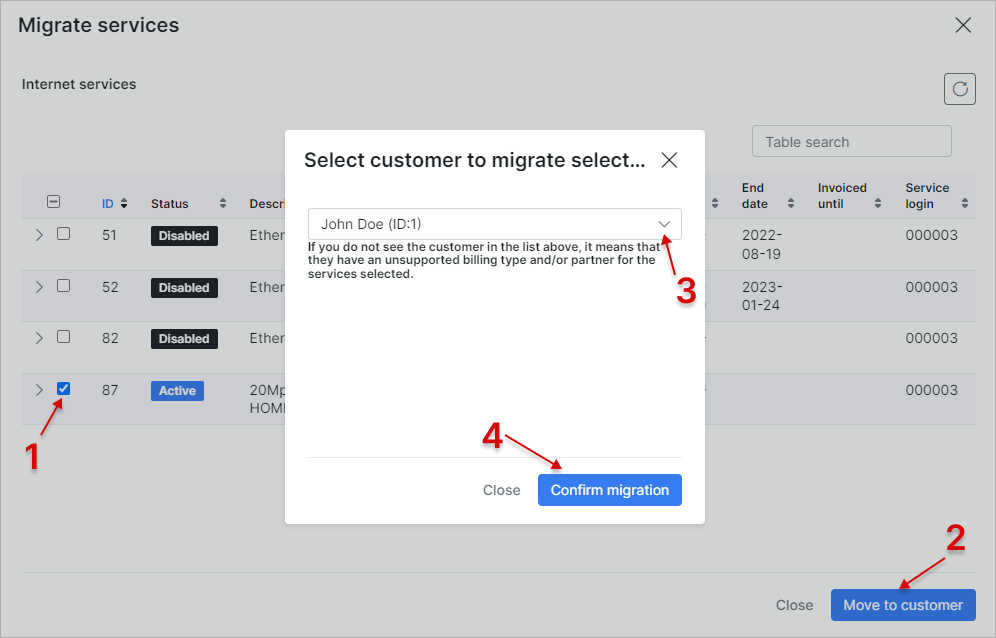 Migrate services
Internet services
Table search
ID Status Descri End date Invoiced until Service login
51 Disabled Ether 2022-08-19 000003
52 Disabled Ether 2023-01-24 000003
82 Disabled Ether 000003
87 Active 20Mp HOM 000003
1
Select customer to migrate select...
John Doe (ID:1)
If you do not see the customer in the list above, it means that
they have an unsupported billing type and/or partner for the
services selected.
3
4
Close Confirm migration
2
Close Move to customer